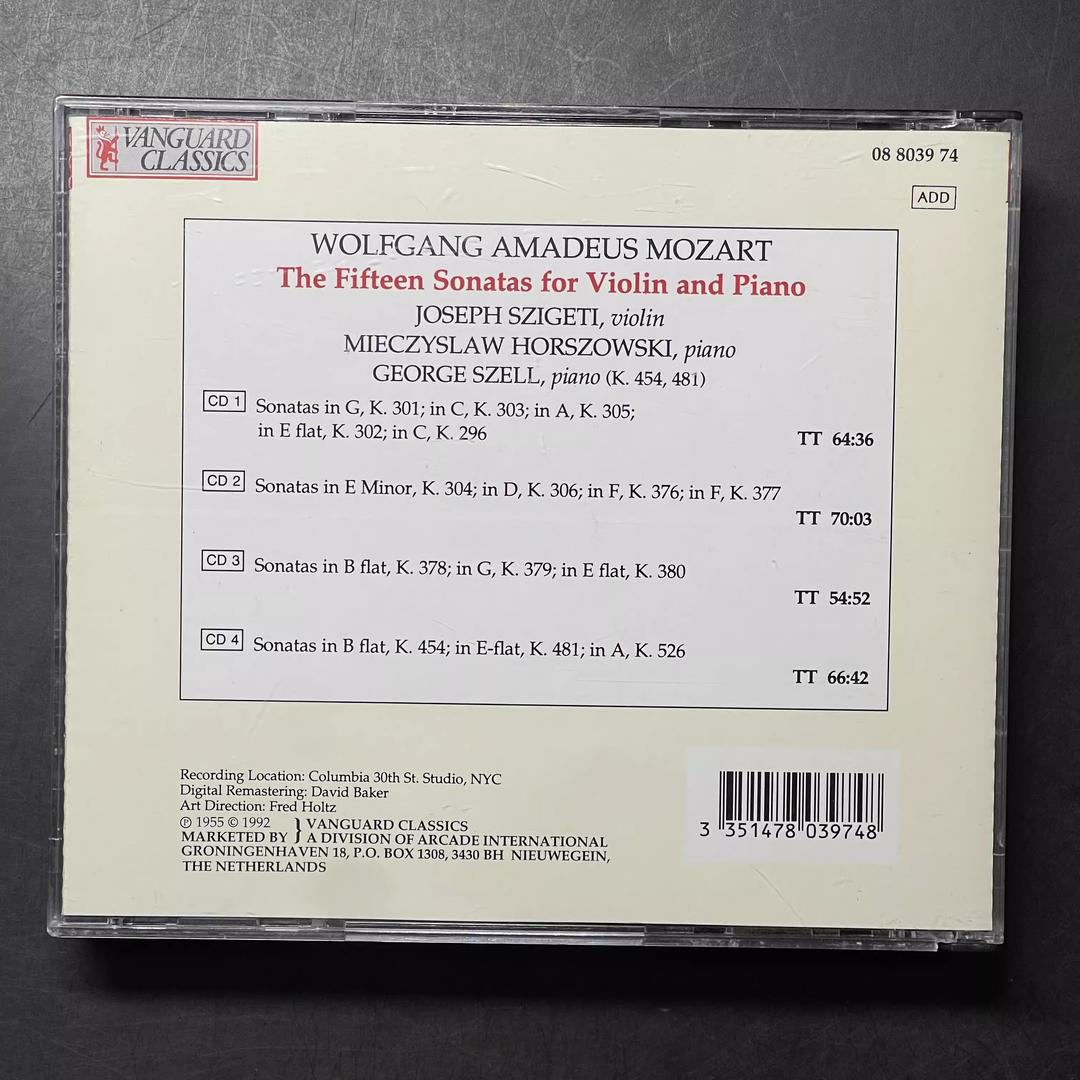 VANGUARD
CLASSICS
08 8039 74
ADD
WOLFGANG AMADEUS MOZART
The Fifteen Sonatas for Violin and Piano
JOSEPH SZIGETI, violin
MIECZYSLAW HORSZOWSKI, piano
GEORGE SZELL, piano (K. 454, 481)
CD 1 Sonatas in G, K. 301; in C, K. 303; in A, K. 305;
in E flat, K. 302; in C, K. 296
TT 64:36
CD 2 Sonatas in E Minor, K. 304; in D, K. 306; in F, K. 376; in F, K. 377
TT 70:03
CD 3 Sonatas in B flat, K. 378; in G, K. 379; in E flat, K. 380
TT 54:52
CD 4 Sonatas in B flat, K. 454; in E-flat, K. 481; in A, K. 526
TT 66:42
Recording Location: Columbia 30th St. Studio, NYC
Digital Remastering: David Baker
Art Direction: Fred Holtz
℗ 1955 © 1992 } VANGUARD CLASSICS
MARKETED BY } A DIVISION OF ARCADE INTERNATIONAL
GRONINGENHAVEN 18, P.O. BOX 1308, 3430 BH NIEUWEGEIN,
THE NETHERLANDS
3 351478 039748